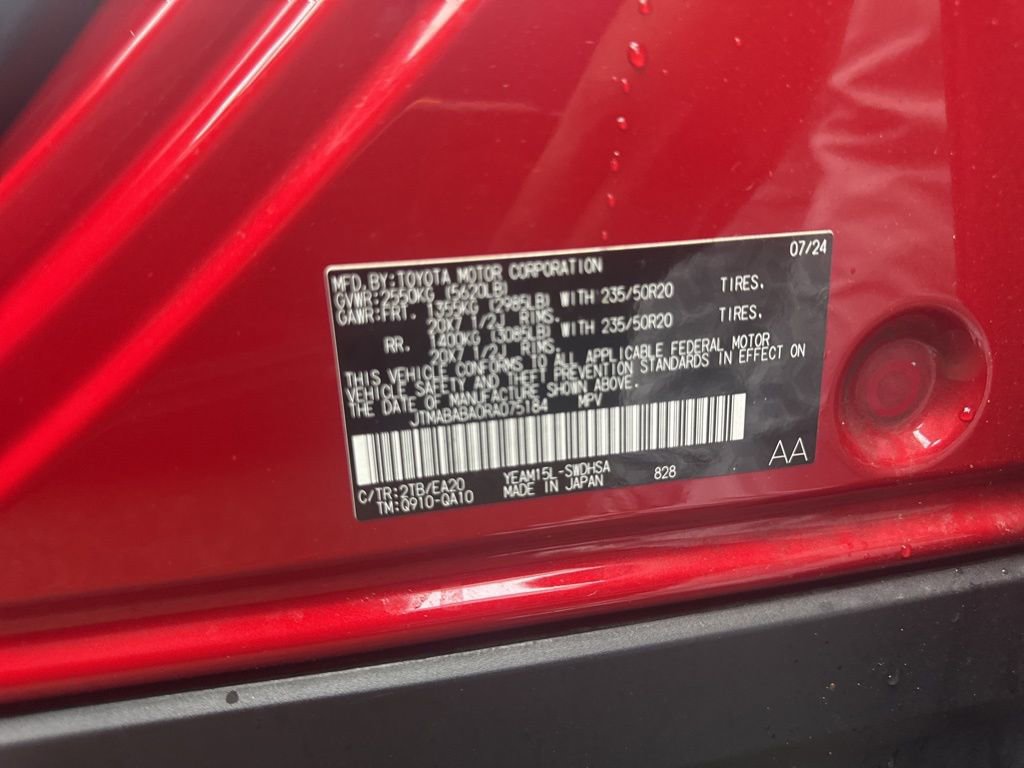 07/24
MFD.BY:TOYOTA MOTOR CORPORATION
GVWR:2550KG (5620LB)
GAWR:FRT. 1355KG (2985LB) WITH 235/50R20 TIRES.
20X7 1/2J RIMS.
RR. 1400KG (3085LB) WITH 235/50R20 TIRES.
20X7 1/2J RIMS.
THIS VEHICLE CONFORMS TO ALL APPLICABLE FEDERAL MOTOR
VEHICLE SAFETY AND THEFT PREVENTION STANDARDS IN EFFECT ON
THE DATE OF MANUFACTURE SHOWN ABOVE.
JTMABABA0RA075184 MPV
C/TR:2TB/EA20 YEAM15L-SWDHSA 828 AA
TM:Q910-QA10 MADE IN JAPAN